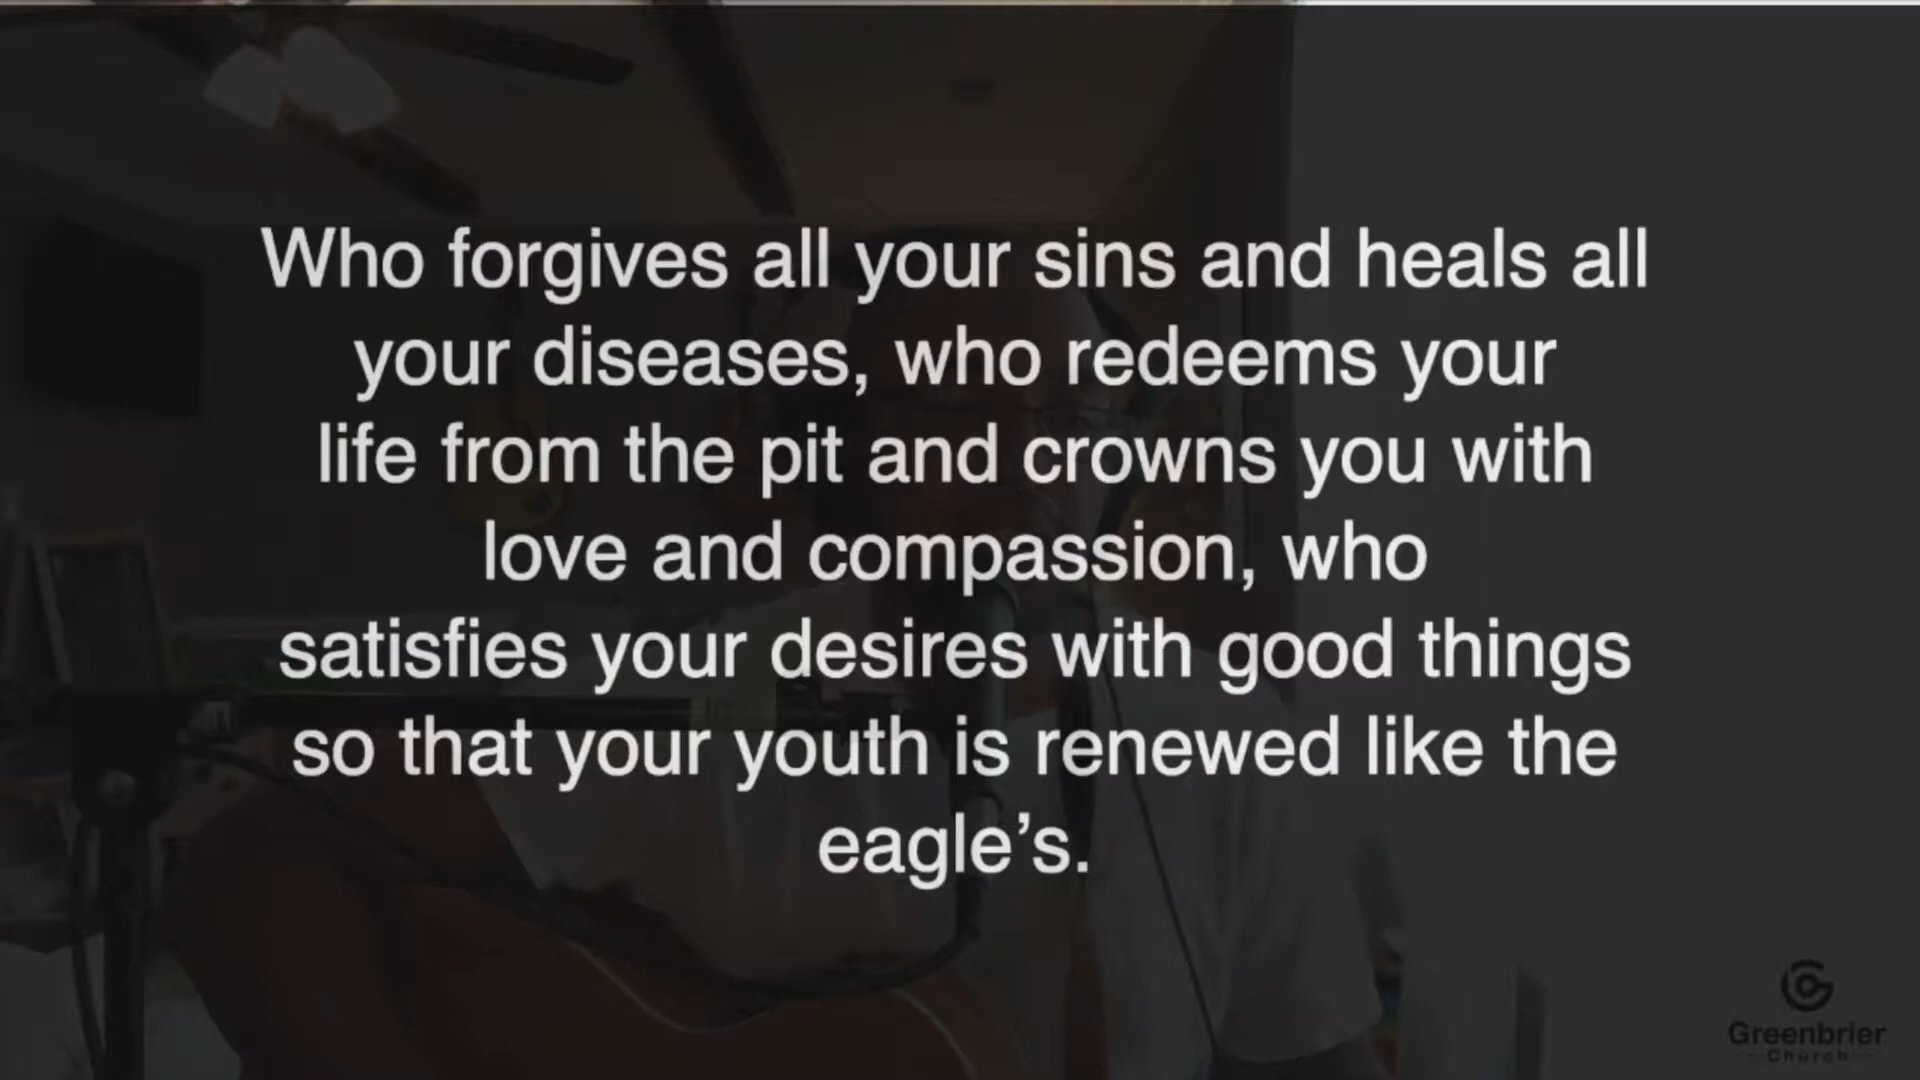 Who forgives all your sins and heals all
your diseases, who redeems your
life from the pit and crowns you with
love and compassion, who
satisfies your desires with good things
so that your youth is renewed like the
eagle’s.
Greenbrier
Church